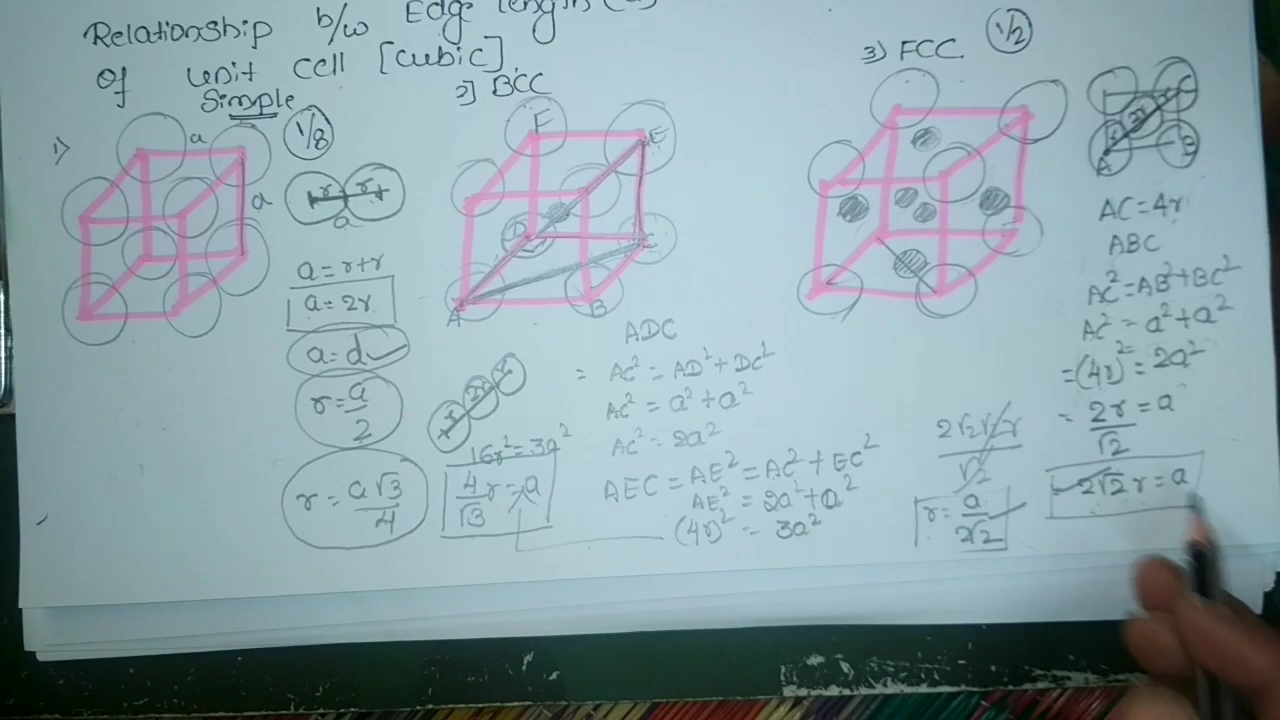 Relationship b/w Edge length (a)
of unit cell [cubic]
1) Simple
1/8
a
a
r r
a
a = r+r
a = 2r
a = d
r = a/2
r = a√3/4
2] BCC
F
E
D
C
A
B
r 2r r
16r² = 3a²
4/√3 r = a
ADC
= AC² = AD² + DC²
AC² = a² + a²
AC² = 2a²
AEC = AE² = AC² + EC²
AE² = 2a² + a²
(4r)² = 3a²
3) FCC
1/2
C
2r
A
B
AC = 4r
ABC
AC² = AB² + BC²
AC² = a² + a²
= (4r)² = 2a²
= 2r/√2 = a
2√2 r = a
r = a/2√2